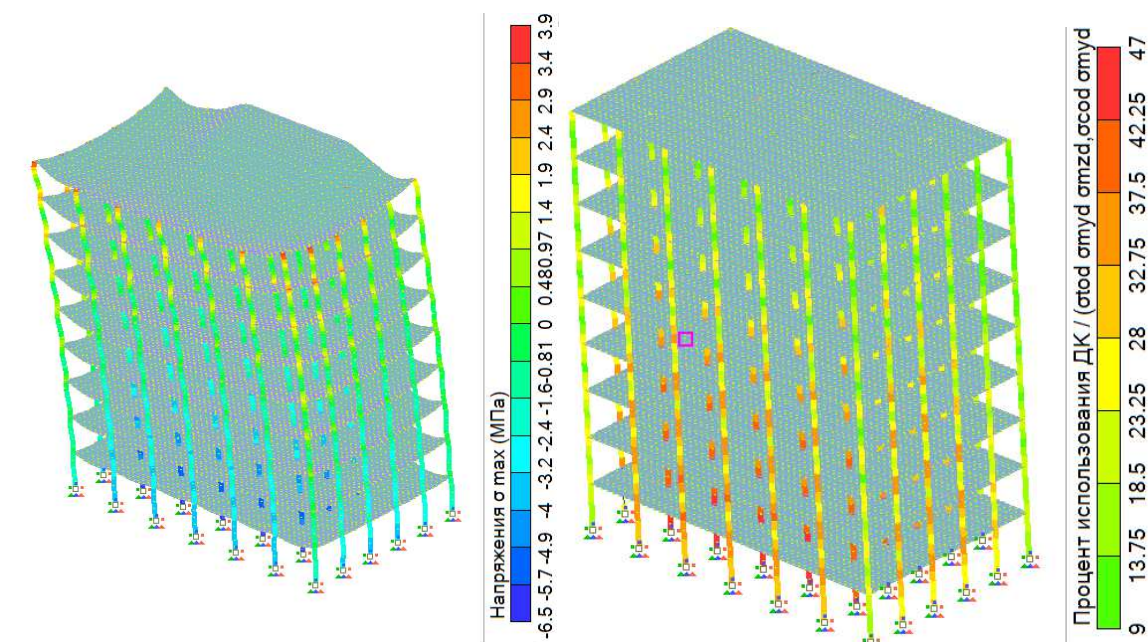 Напряжения σ max (МПа)
-6.5 -5.7 -4.9 -4 -3.2 -2.4 -1.6 -0.81 0 0.48 0.97 1.4 1.9 2.4 2.9 3.4 3.9
Процент использования ДК / (σtod σmyd σmzd,σcod σmyd
9 13.75 18.5 23.25 28 32.75 37.5 42.25 47